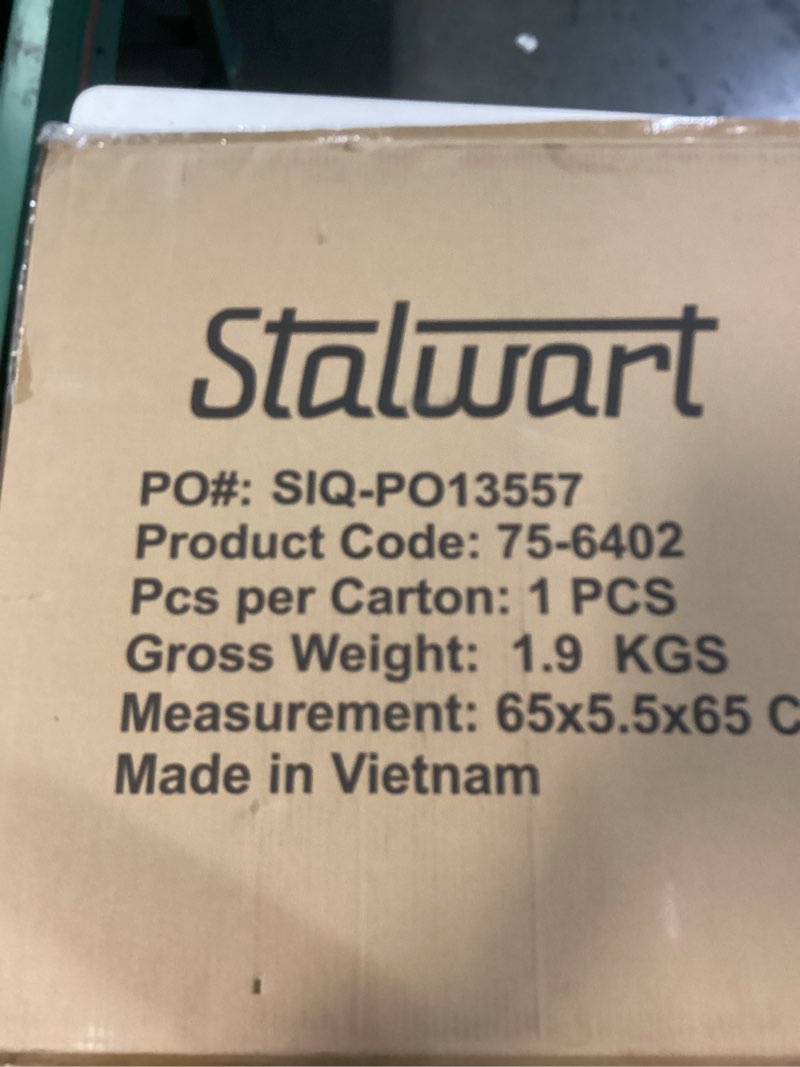 Stalwart
PO#: SIQ-PO13557
Product Code: 75-6402
Pcs per Carton: 1 PCS
Gross Weight: 1.9 KGS
Measurement: 65x5.5x65 C
Made in Vietnam